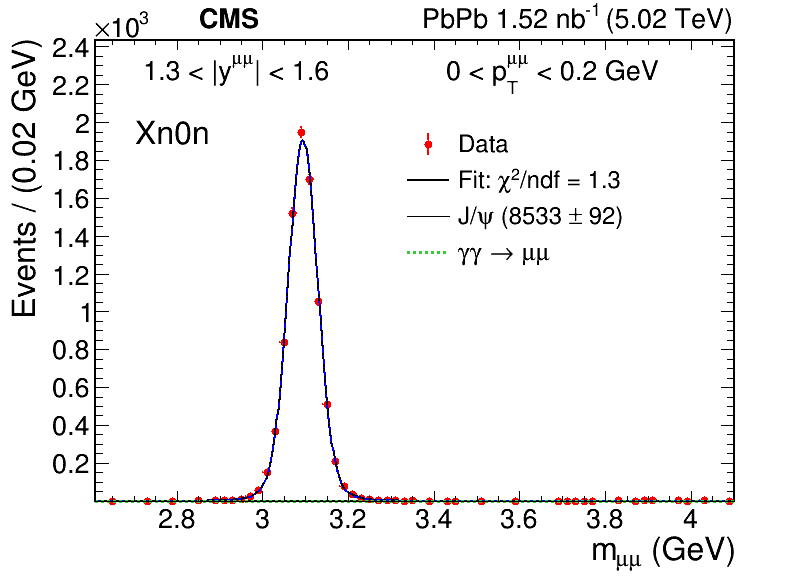 CMS PbPb 1.52 nb⁻¹ (5.02 TeV)
×10³
1.3 < |y^μμ| < 1.6 0 < p_T^μμ < 0.2 GeV
Xn0n
Data
Fit: χ²/ndf = 1.3
J/ψ (8533 ± 92)
γγ → μμ
Events / (0.02 GeV)
2.4
2.2
2
1.8
1.6
1.4
1.2
1
0.8
0.6
0.4
0.2
2.8 3 3.2 3.4 3.6 3.8 4
m_μμ (GeV)